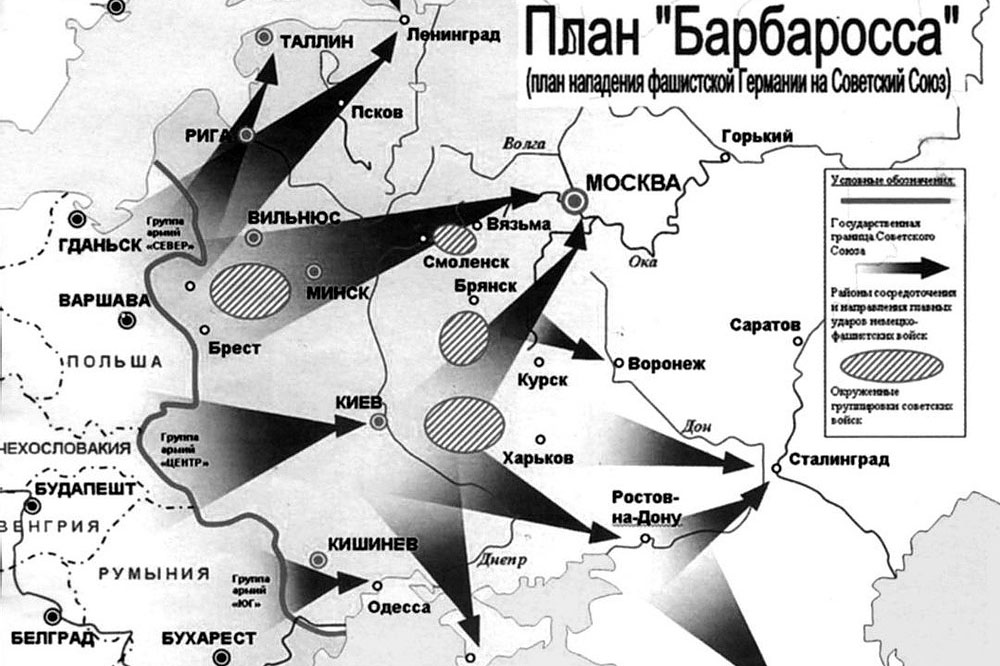 План "Барбаросса"
(план нападения фашистской Германии на Советский Союз)
Ленинград
ТАЛЛИН
Псков
РИГА
Волга
Горький
МОСКВА
Условные обозначения
Государственная
граница Советского
Союза
Районы сосредоточения
и направления главных
ударов немецко-
фашистских войск
Окруженные
группировки советских
войск
Группа
армий
«СЕВЕР»
ГДАНЬСК
ВИЛЬНЮС
Вязьма
Смоленск
Ока
МИНСК
Брянск
ВАРШАВА
Брест
Саратов
ПОЛЬША
Воронеж
Курск
КИЕВ
Дон
ЧЕХОСЛОВАКИЯ
Группа
армий
«ЦЕНТР»
Харьков
Сталинград
БУДАПЕШТ
ВЕНГРИЯ
Ростов-
на-Дону
КИШИНЕВ
Днепр
РУМЫНИЯ
Группа
армий
«ЮГ»
Одесса
БЕЛГРАД
БУХАРЕСТ